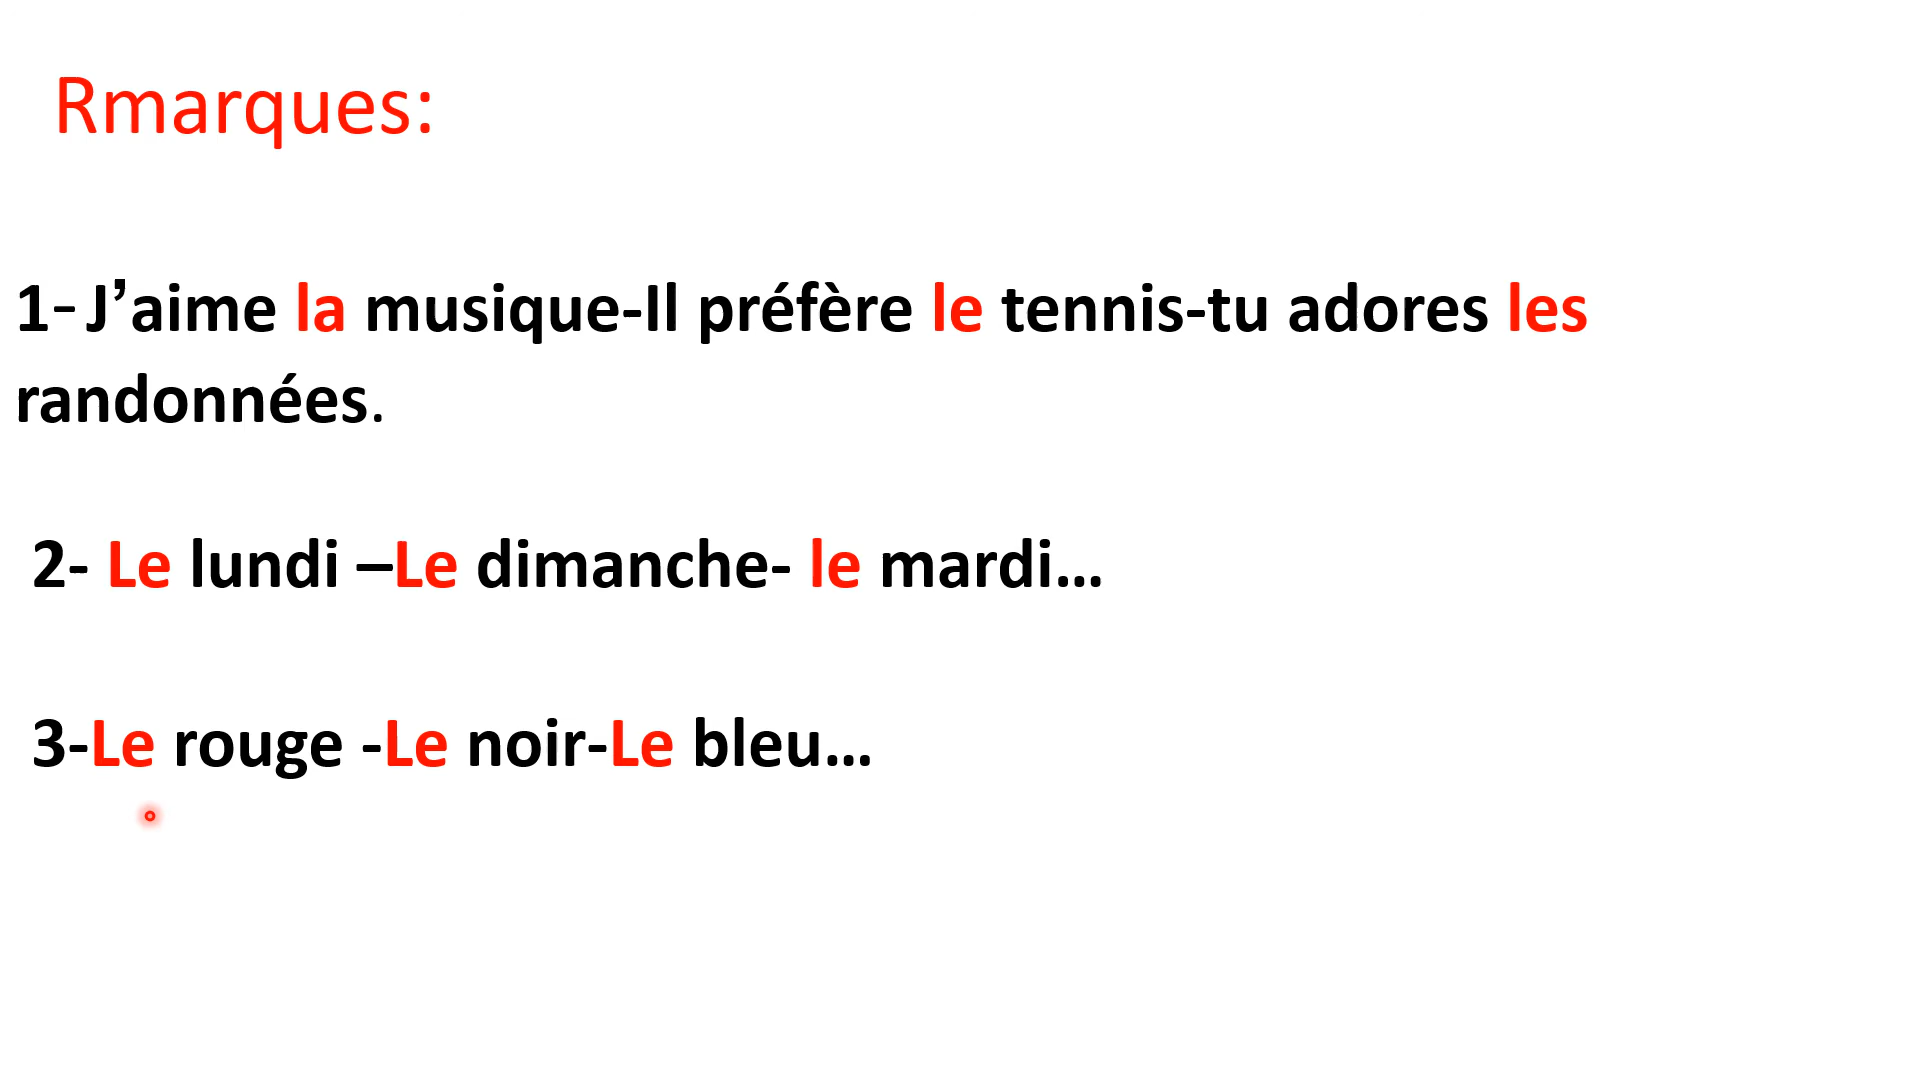 Rmarques:
1- J’aime la musique-Il préfère le tennis-tu adores les
randonnées.
2- Le lundi –Le dimanche- le mardi…
3-Le rouge -Le noir-Le bleu…